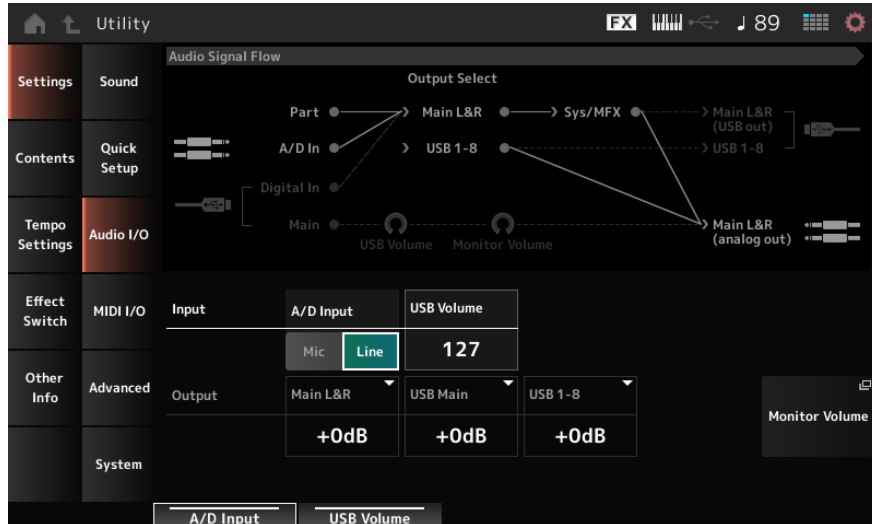 Utility
FX
89
Settings
Sound
Contents
Quick
Setup
Tempo
Settings
Audio I/O
Effect
Switch
MIDI I/O
Other
Info
Advanced
System
Audio Signal Flow
Output Select
Part
Main L&R
Sys/MFX
Main L&R
(USB out)
A/D In
USB 1-8
USB 1-8
Digital In
Main
USB Volume
Monitor Volume
Main L&R
(analog out)
Input
A/D Input
USB Volume
Mic
Line
127
Output
Main L&R
USB Main
USB 1-8
+0dB
+0dB
+0dB
Monitor Volume
A/D Input
USB Volume